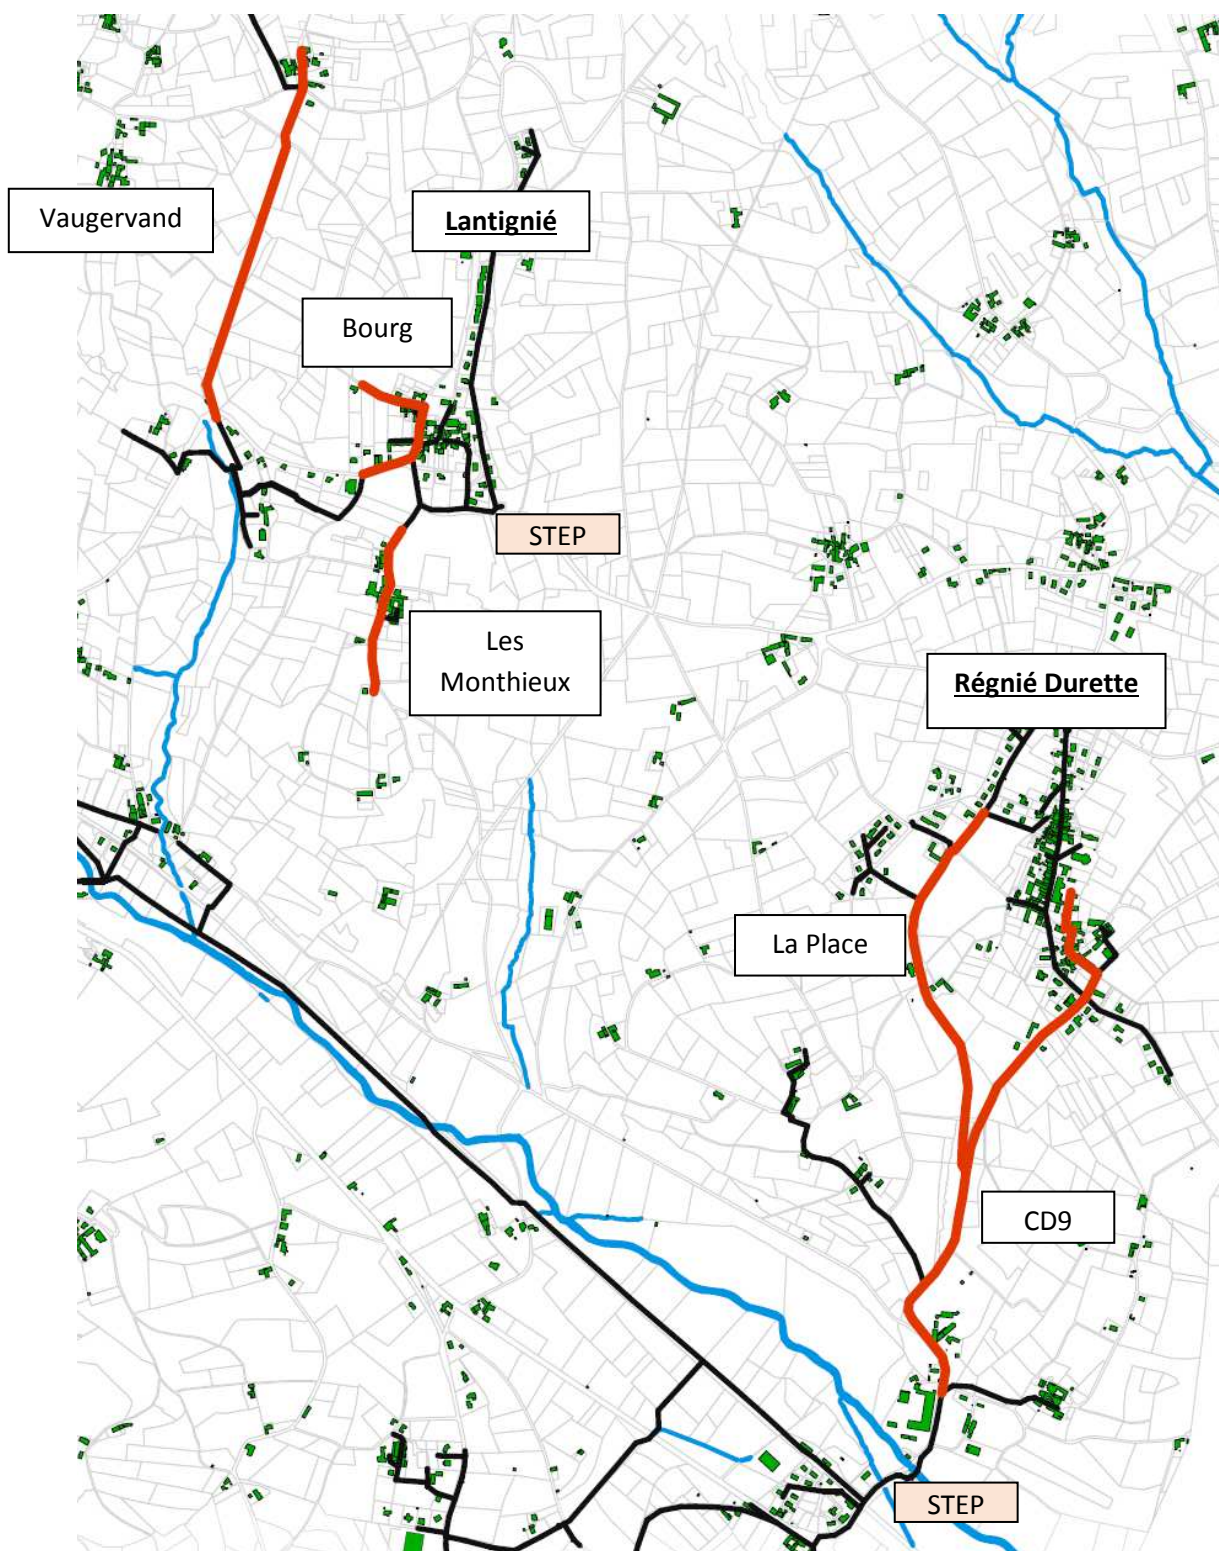 Vaugervand
Lantignié
Bourg
STEP
Les
Monthieux
Régnié Durette
La Place
CD9
STEP